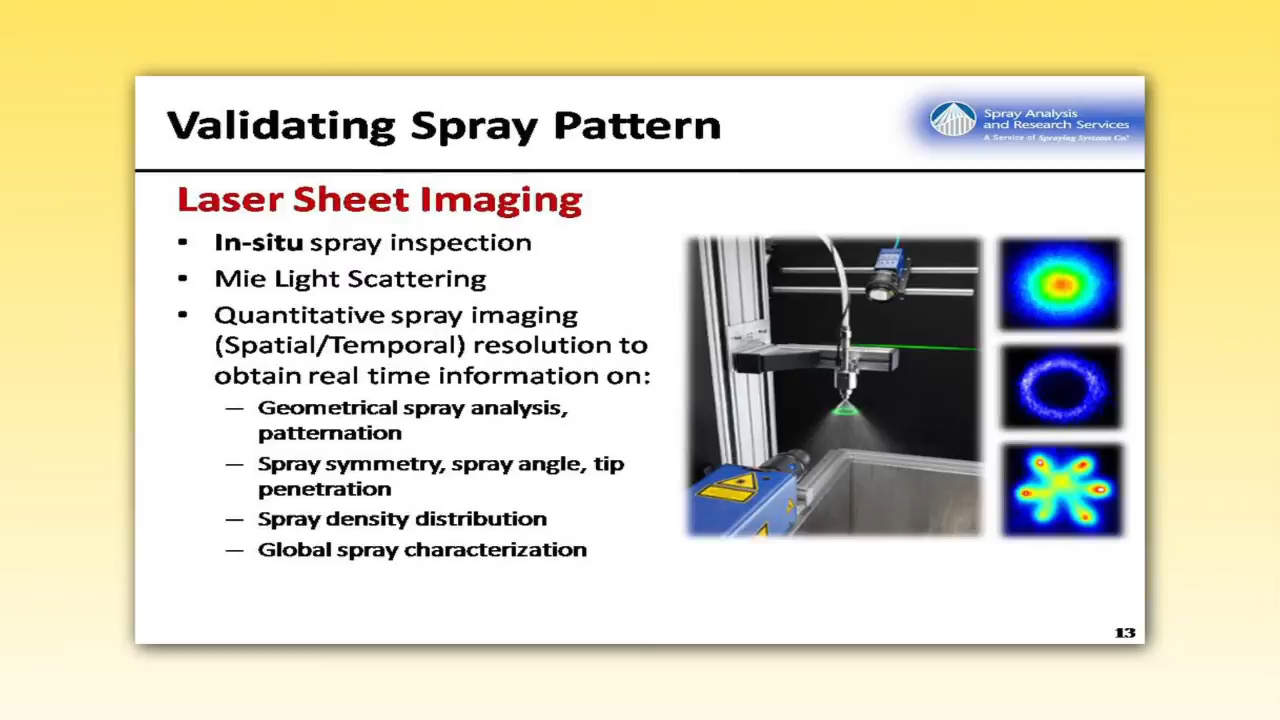 Validating Spray Pattern
Spray Analysis
and Research Services
A Service of Spraying Systems Co.
Laser Sheet Imaging
• In-situ spray inspection
• Mie Light Scattering
• Quantitative spray imaging
(Spatial/Temporal) resolution to
obtain real time information on:
— Geometrical spray analysis,
patternation
— Spray symmetry, spray angle, tip
penetration
— Spray density distribution
— Global spray characterization
13